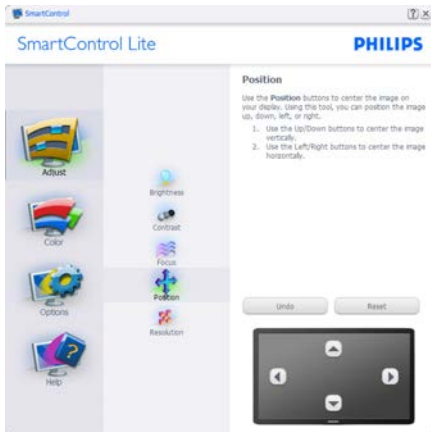 SmartControl
SmartControl Lite
PHILIPS
Adjust
Color
Options
Help
Brightness
Contrast
Focus
Position
Resolution
Position
Use the Position buttons to center the image on
your display. Using this tool, you can position the image
up, down, left, or right.
1. Use the Up/Down buttons to center the image
vertically.
2. Use the Left/Right buttons to center the image
horizontally.
Undo
Reset